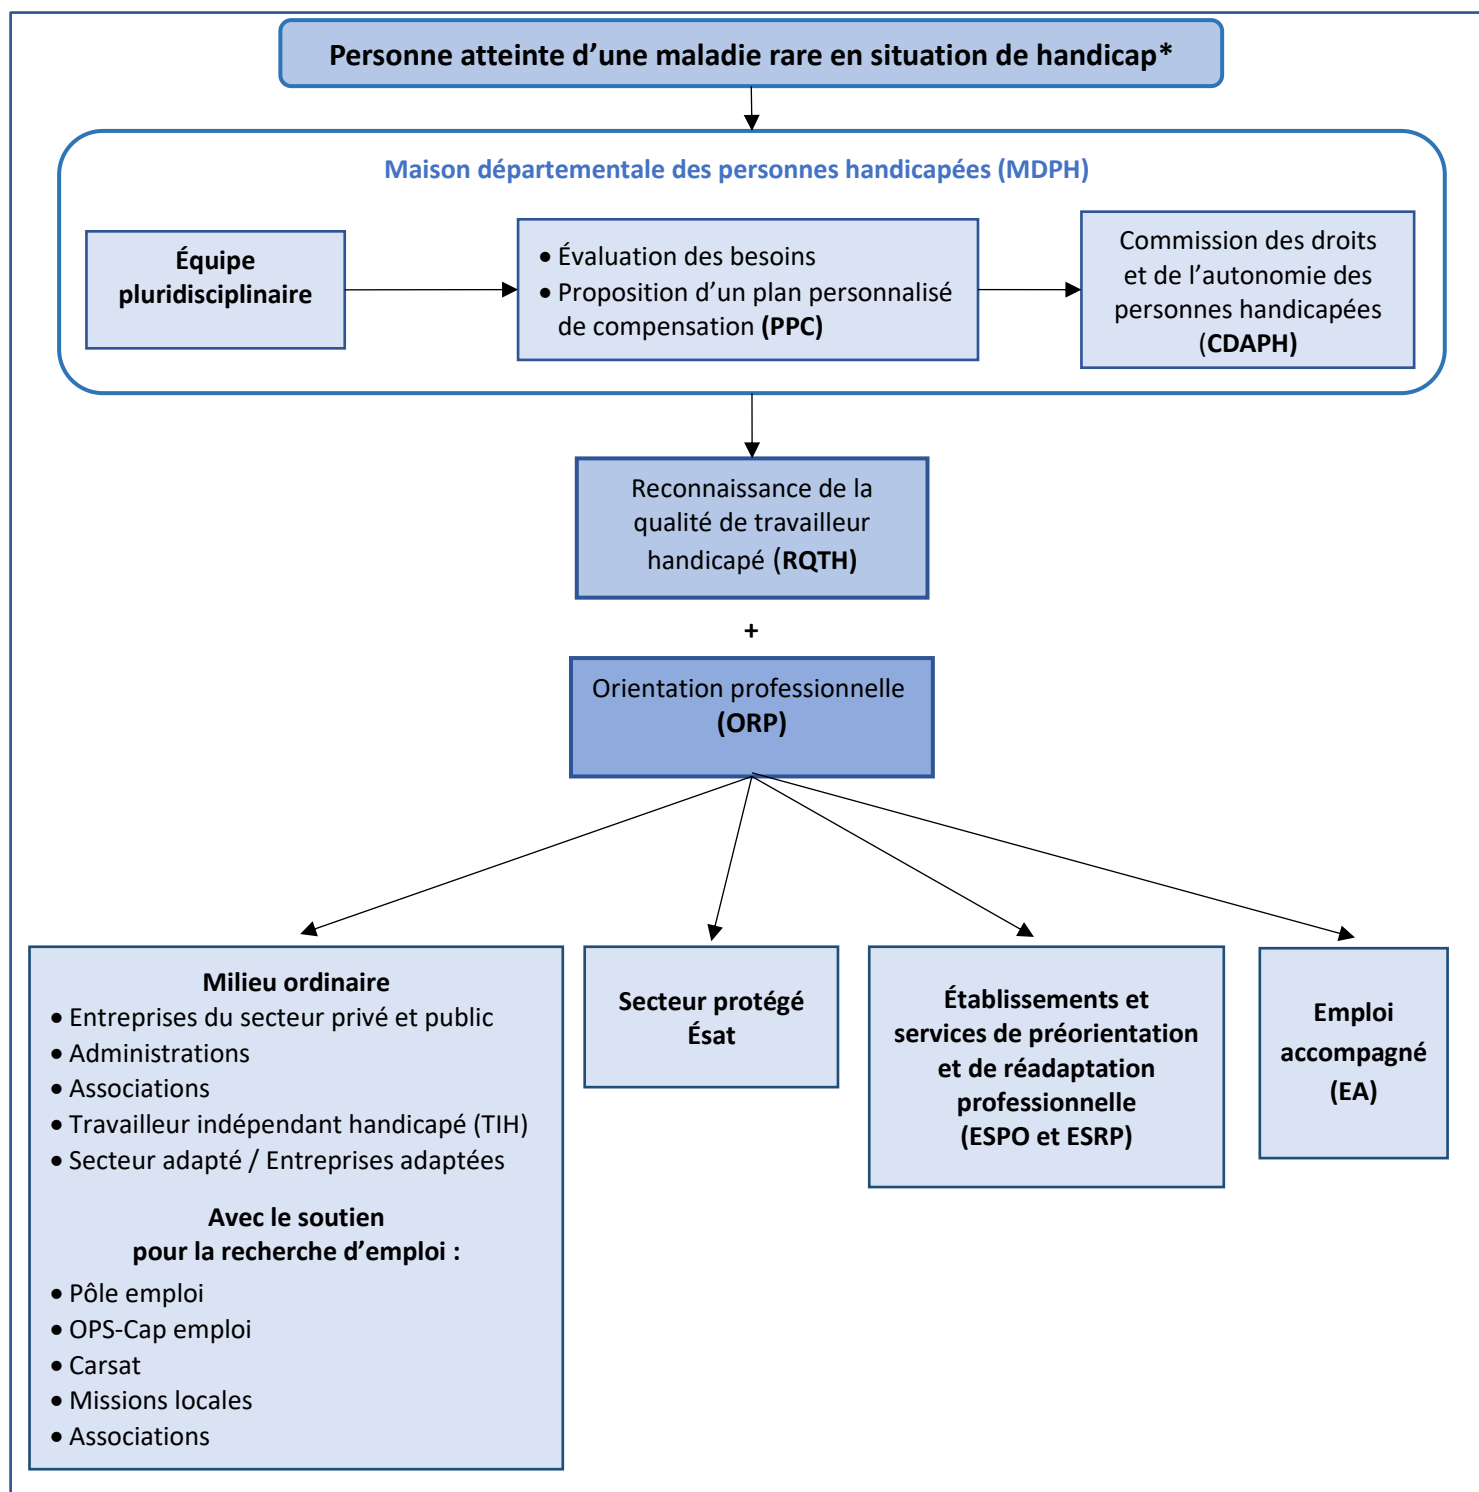 Personne atteinte d’une maladie rare en situation de handicap*
Maison départementale des personnes handicapées (MDPH)
Équipe
pluridisciplinaire
• Évaluation des besoins
• Proposition d’un plan personnalisé
de compensation (PPC)
Commission des droits
et de l’autonomie des
personnes handicapées
(CDAPH)
Reconnaissance de la
qualité de travailleur
handicapé (RQTH)
+
Orientation professionnelle
(ORP)
Milieu ordinaire
• Entreprises du secteur privé et public
• Administrations
• Associations
• Travailleur indépendant handicapé (TIH)
• Secteur adapté / Entreprises adaptées
Avec le soutien
pour la recherche d’emploi :
• Pôle emploi
• OPS-Cap emploi
• Carsat
• Missions locales
• Associations
Secteur protégé
Ésat
Établissements et
services de préorientation
et de réadaptation
professionnelle
(ESPO et ESRP)
Emploi
accompagné
(EA)